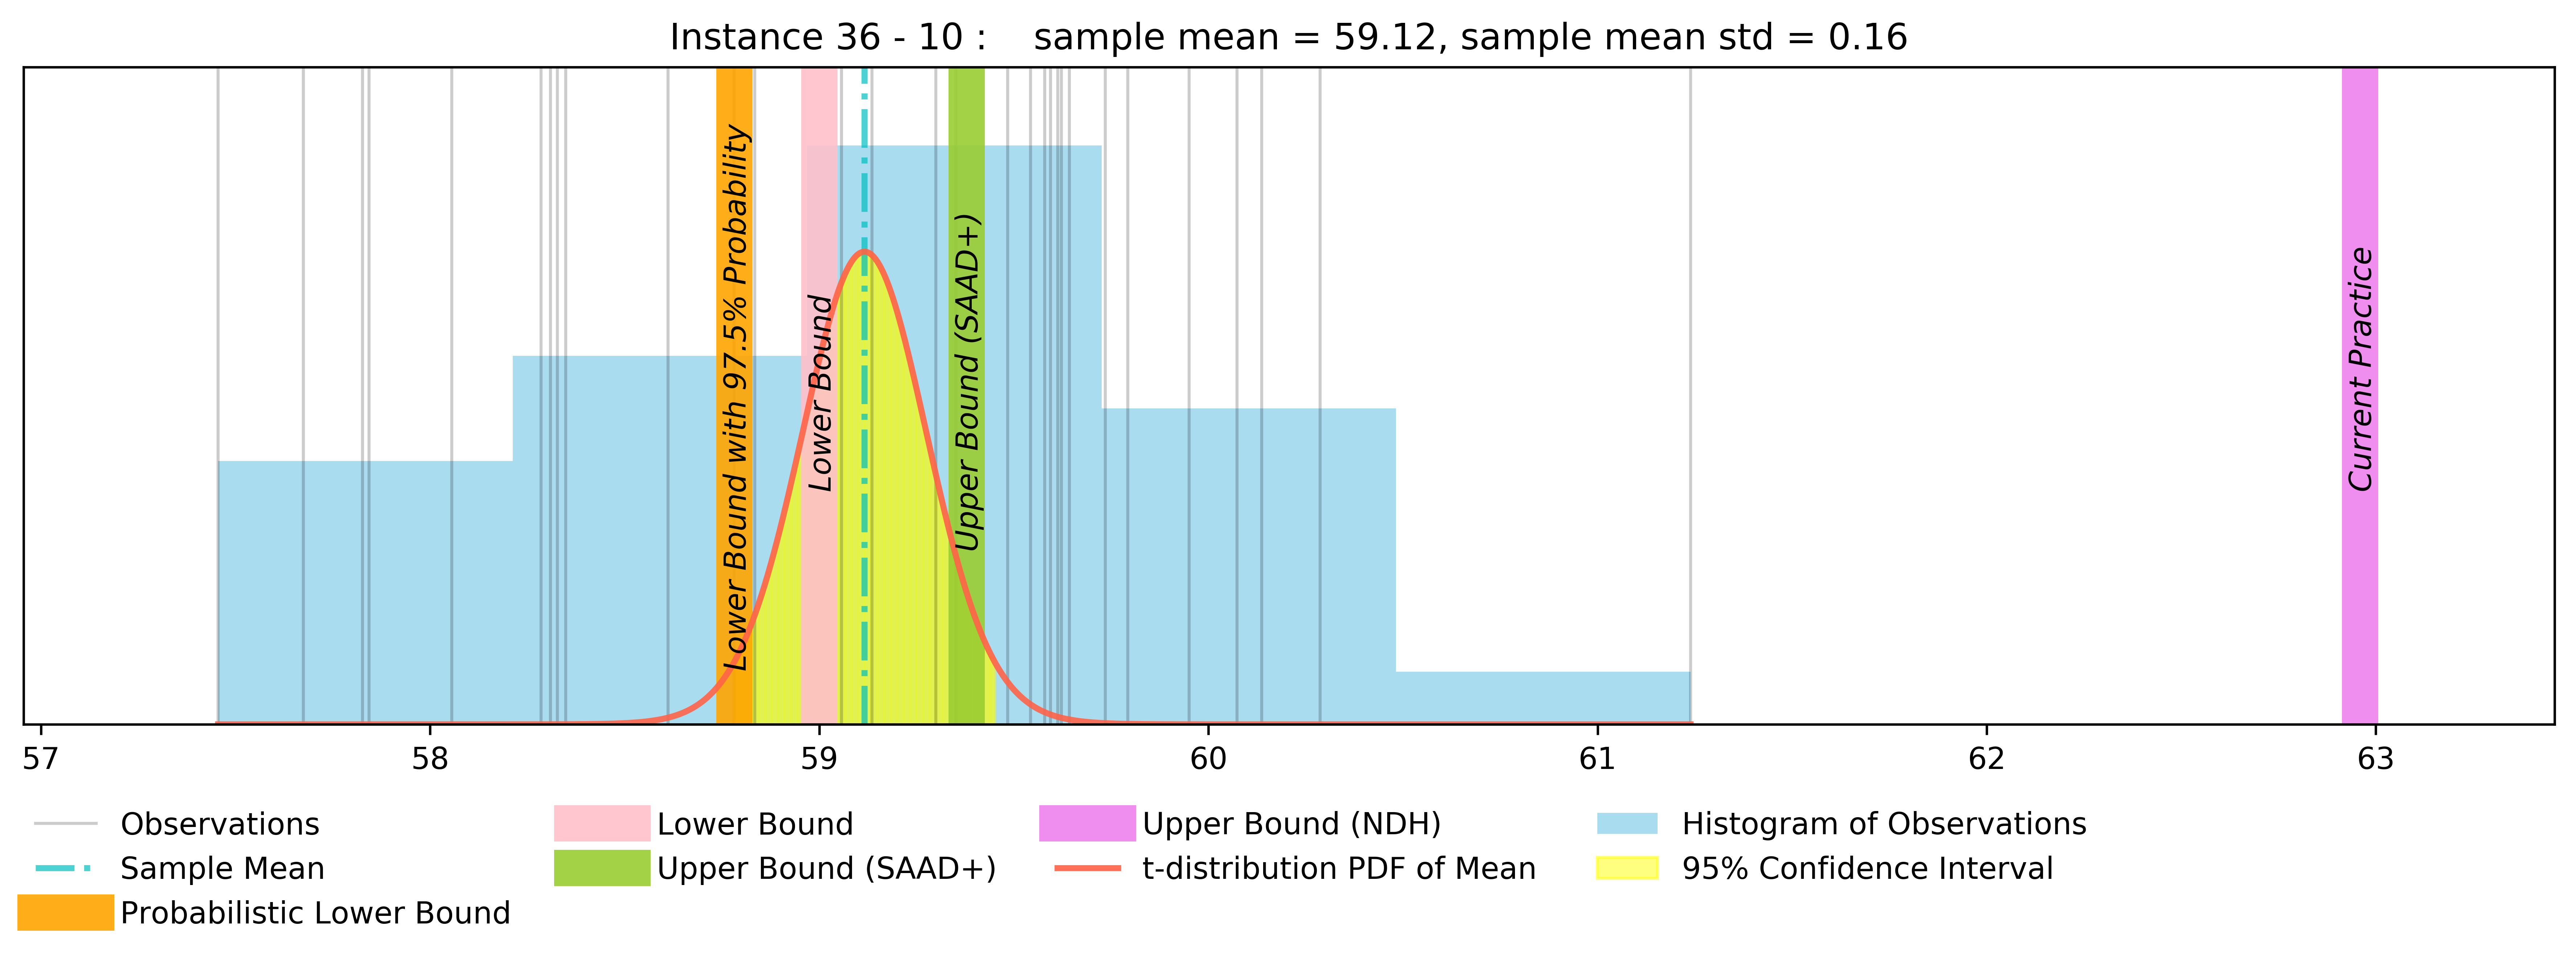 Instance 36 - 10 :    sample mean = 59.12, sample mean std = 0.16
Lower Bound with 97.5% Probability
Lower Bound
Upper Bound (SAAD+)
Current Practice
57 58 59 60 61 62 63
Observations
Sample Mean
Probabilistic Lower Bound
Lower Bound
Upper Bound (SAAD+)
Upper Bound (NDH)
t-distribution PDF of Mean
Histogram of Observations
95% Confidence Interval